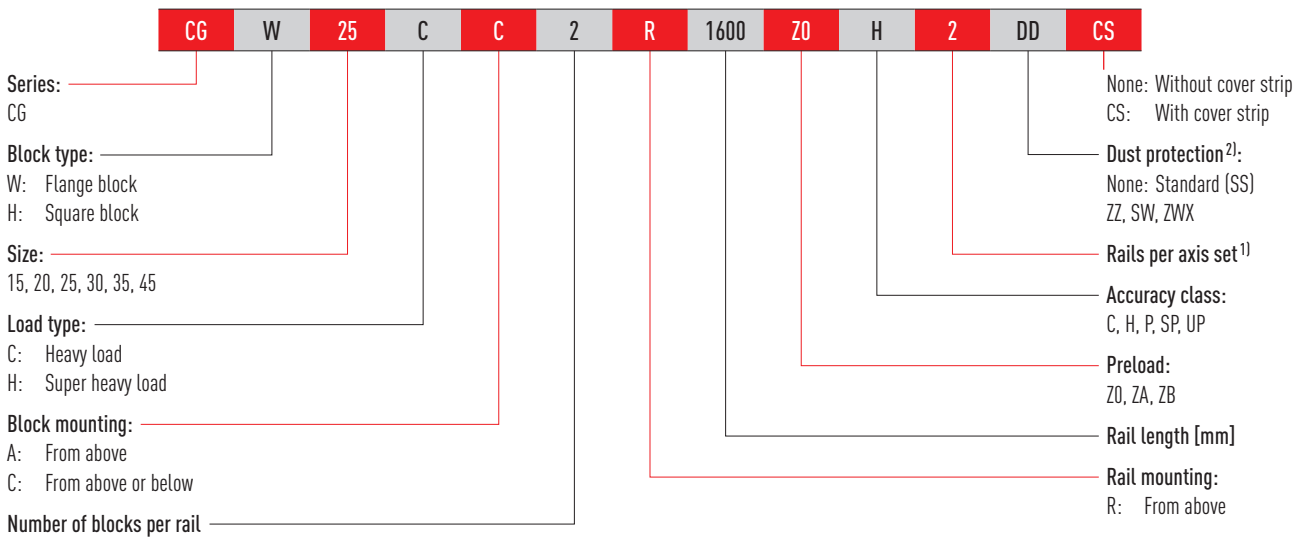 CG W 25 C C 2 R 1600 Z0 H 2 DD CS
Series:
CG
Block type:
W: Flange block
H: Square block
Size:
15, 20, 25, 30, 35, 45
Load type:
C: Heavy load
H: Super heavy load
Block mounting:
A: From above
C: From above or below
Number of blocks per rail
None: Without cover strip
CS: With cover strip
Dust protection2):
None: Standard (SS)
ZZ, SW, ZWX
Rails per axis set1)
Accuracy class:
C, H, P, SP, UP
Preload:
Z0, ZA, ZB
Rail length [mm]
Rail mounting:
R: From above